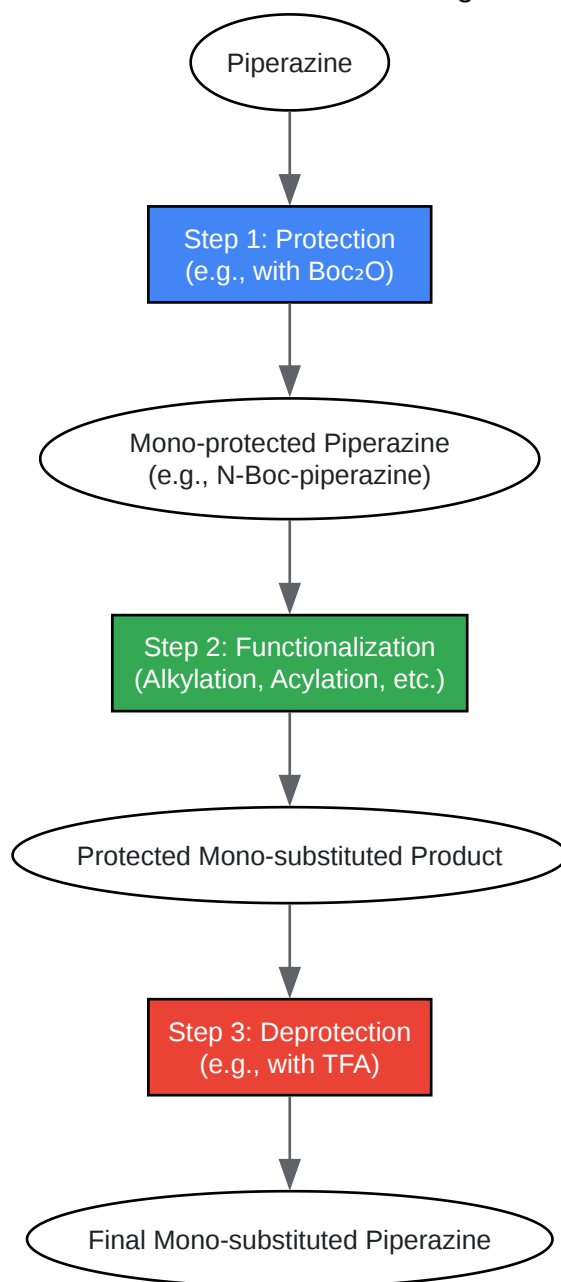 Piperazine
Step 1: Protection
(e.g., with Boc₂O)
Mono-protected Piperazine
(e.g., N-Boc-piperazine)
Step 2: Functionalization
(Alkylation, Acylation, etc.)
Protected Mono-substituted Product
Step 3: Deprotection
(e.g., with TFA)
Final Mono-substituted Piperazine